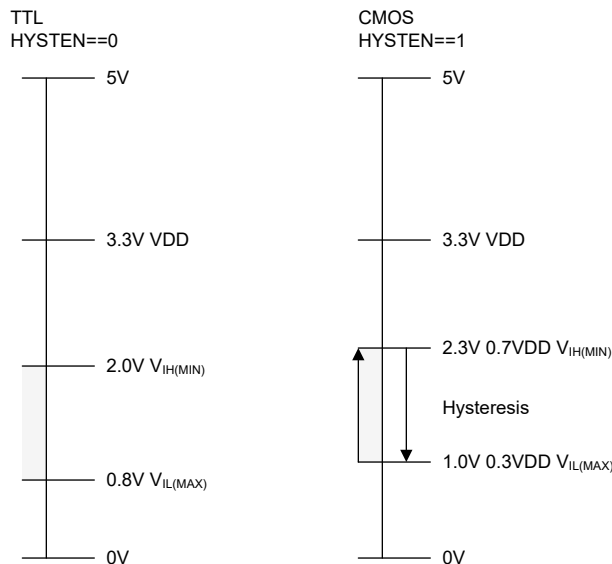 TTL
HYSTEN==0
5V
3.3V VDD
2.0V VIH(MIN)
0.8V VIL(MAX)
0V
CMOS
HYSTEN==1
5V
3.3V VDD
2.3V 0.7VDD VIH(MIN)
Hysteresis
1.0V 0.3VDD VIL(MAX)
0V